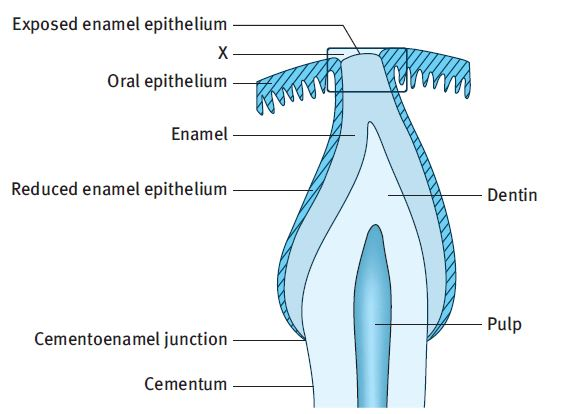 Exposed enamel epithelium
X
Oral epithelium
Enamel
Reduced enamel epithelium
Dentin
Cementoenamel junction
Pulp
Cementum